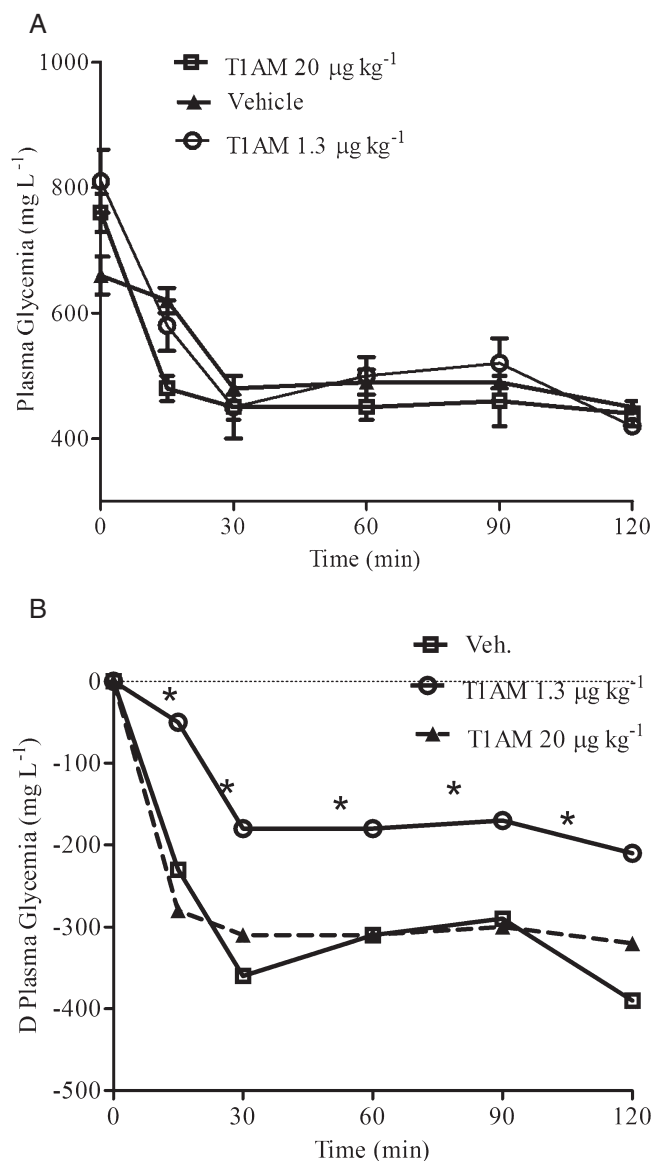 A
T1AM 20 µg kg⁻¹
Vehicle
T1AM 1.3 µg kg⁻¹
Plasma Glycemia (mg L⁻¹)
1000
800
600
400
0 30 60 90 120
Time (min)
B
Veh.
T1AM 1.3 µg kg⁻¹
T1AM 20 µg kg⁻¹
D Plasma Glycemia (mg L⁻¹)
0
-100
-200
-300
-400
-500
* * * * *
0 30 60 90 120
Time (min)